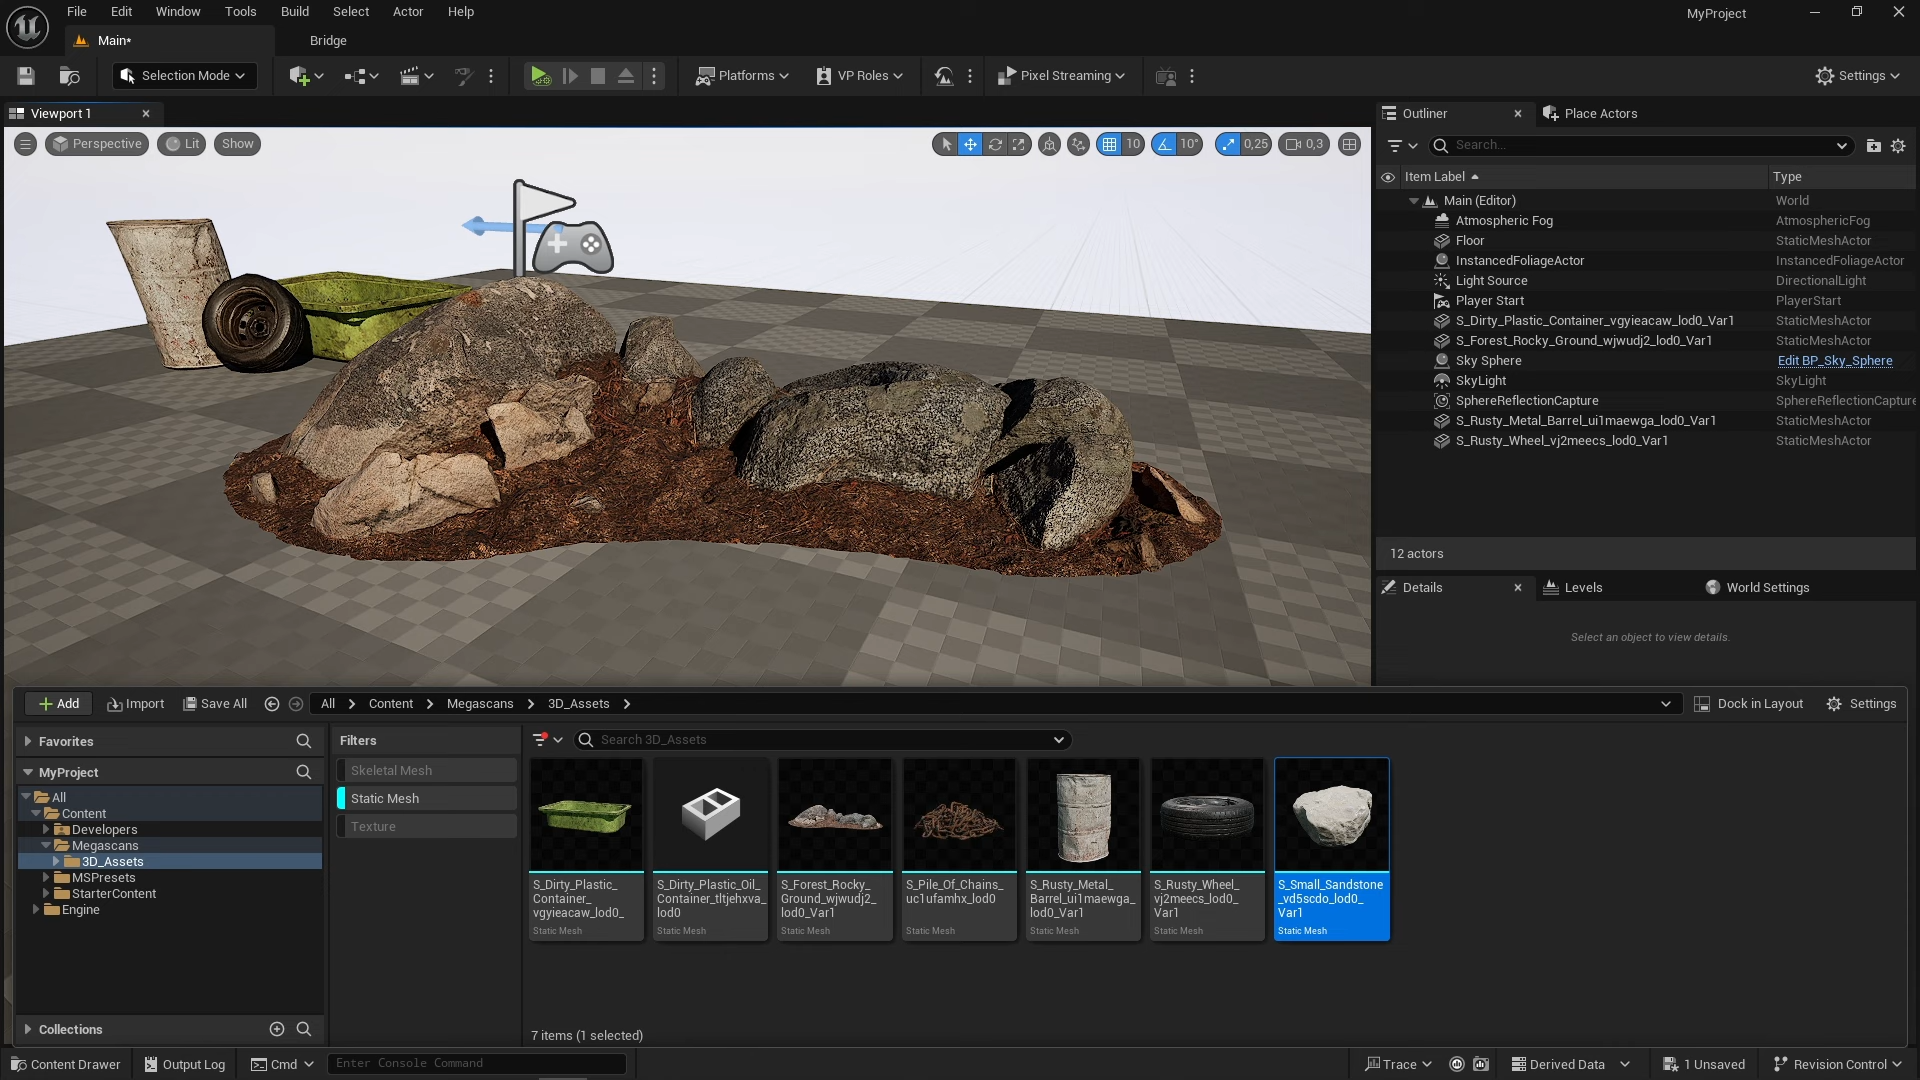 File Edit Window Tools Build Select Actor Help
MyProject
Main*
Bridge
Selection Mode
Platforms
VP Roles
Pixel Streaming
Settings
Viewport 1
Perspective
Lit
Show
10
10°
0,25
0,3
Outliner
Place Actors
Search...
Item Label
Type
Main (Editor) World
Atmospheric Fog AtmosphericFog
Floor StaticMeshActor
InstancedFoliageActor InstancedFoliageActor
Light Source DirectionalLight
Player Start PlayerStart
S_Dirty_Plastic_Container_vgyieacaw_lod0_Var1 StaticMeshActor
S_Forest_Rocky_Ground_wjwudj2_lod0_Var1 StaticMeshActor
Sky Sphere Edit BP_Sky_Sphere
SkyLight SkyLight
SphereReflectionCapture SphereReflectionCapture
S_Rusty_Metal_Barrel_ui1maewga_lod0_Var1 StaticMeshActor
S_Rusty_Wheel_vj2meecs_lod0_Var1 StaticMeshActor
12 actors
Details
Levels
World Settings
Select an object to view details.
Add
Import
Save All
All
Content
Megascans
3D_Assets
Dock in Layout
Settings
Favorites
MyProject
All
Content
Developers
Megascans
3D_Assets
MSPresets
StarterContent
Engine
Collections
Filters
Skeletal Mesh
Static Mesh
Texture
Search 3D_Assets
S_Dirty_Plastic_
Container_
vgyieacaw_lod0_
Static Mesh
S_Dirty_Plastic_Oil_
Container_tltjehxva_
lod0
Static Mesh
S_Forest_Rocky_
Ground_wjwudj2_
lod0_Var1
Static Mesh
S_Pile_Of_Chains_
uc1ufamhx_lod0
Static Mesh
S_Rusty_Metal_
Barrel_ui1maewga_
lod0_Var1
Static Mesh
S_Rusty_Wheel_
vj2meecs_lod0_
Var1
Static Mesh
S_Small_Sandstone
_vd5scdo_lod0_
Var1
Static Mesh
7 items (1 selected)
Content Drawer
Output Log
Cmd
Enter Console Command
Trace
Derived Data
1 Unsaved
Revision Control